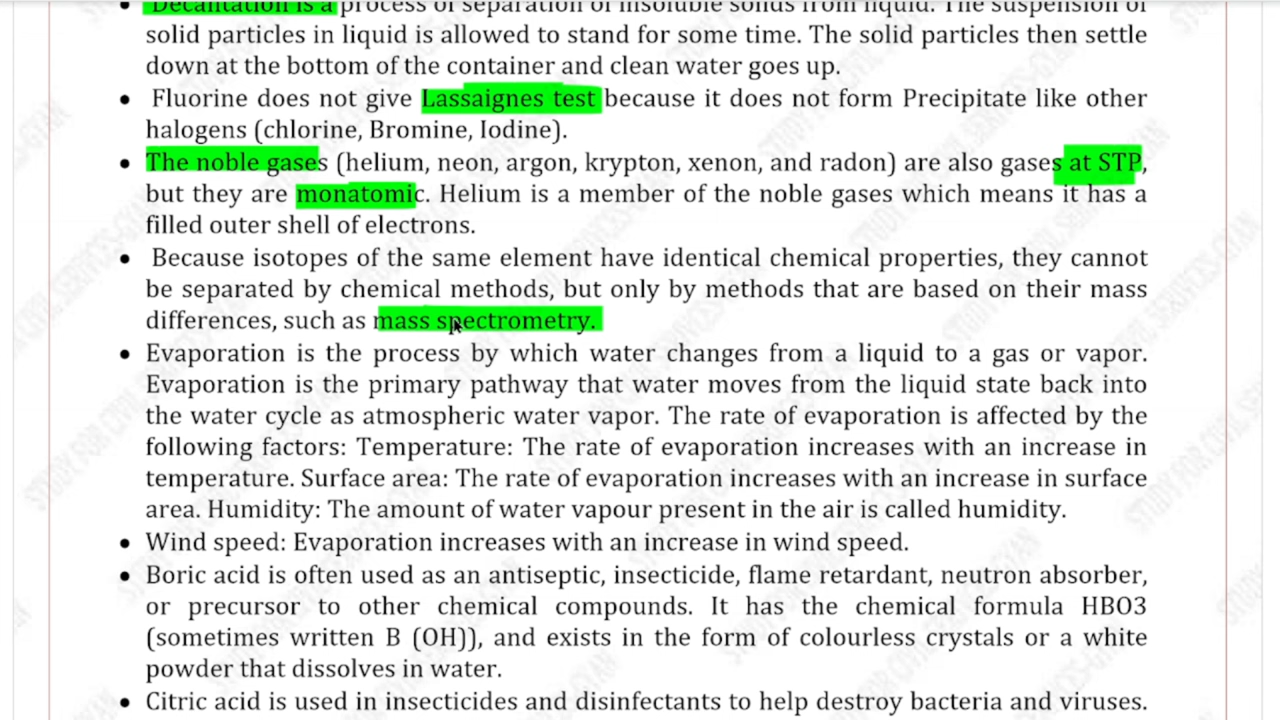 • Decantation is a process of separation of insoluble solids from liquid. The suspension of
solid particles in liquid is allowed to stand for some time. The solid particles then settle
down at the bottom of the container and clean water goes up.
• Fluorine does not give Lassaignes test because it does not form Precipitate like other
halogens (chlorine, Bromine, Iodine).
• The noble gases (helium, neon, argon, krypton, xenon, and radon) are also gases at STP,
but they are monatomic. Helium is a member of the noble gases which means it has a
filled outer shell of electrons.
• Because isotopes of the same element have identical chemical properties, they cannot
be separated by chemical methods, but only by methods that are based on their mass
differences, such as mass spectrometry.
• Evaporation is the process by which water changes from a liquid to a gas or vapor.
Evaporation is the primary pathway that water moves from the liquid state back into
the water cycle as atmospheric water vapor. The rate of evaporation is affected by the
following factors: Temperature: The rate of evaporation increases with an increase in
temperature. Surface area: The rate of evaporation increases with an increase in surface
area. Humidity: The amount of water vapour present in the air is called humidity.
• Wind speed: Evaporation increases with an increase in wind speed.
• Boric acid is often used as an antiseptic, insecticide, flame retardant, neutron absorber,
or precursor to other chemical compounds. It has the chemical formula HBO3
(sometimes written B (OH)), and exists in the form of colourless crystals or a white
powder that dissolves in water.
• Citric acid is used in insecticides and disinfectants to help destroy bacteria and viruses.